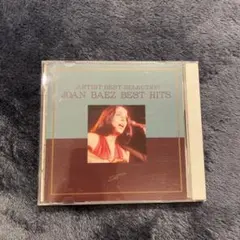 ARTIST BEST SELECTION
JOAN BAEZ BEST HITS